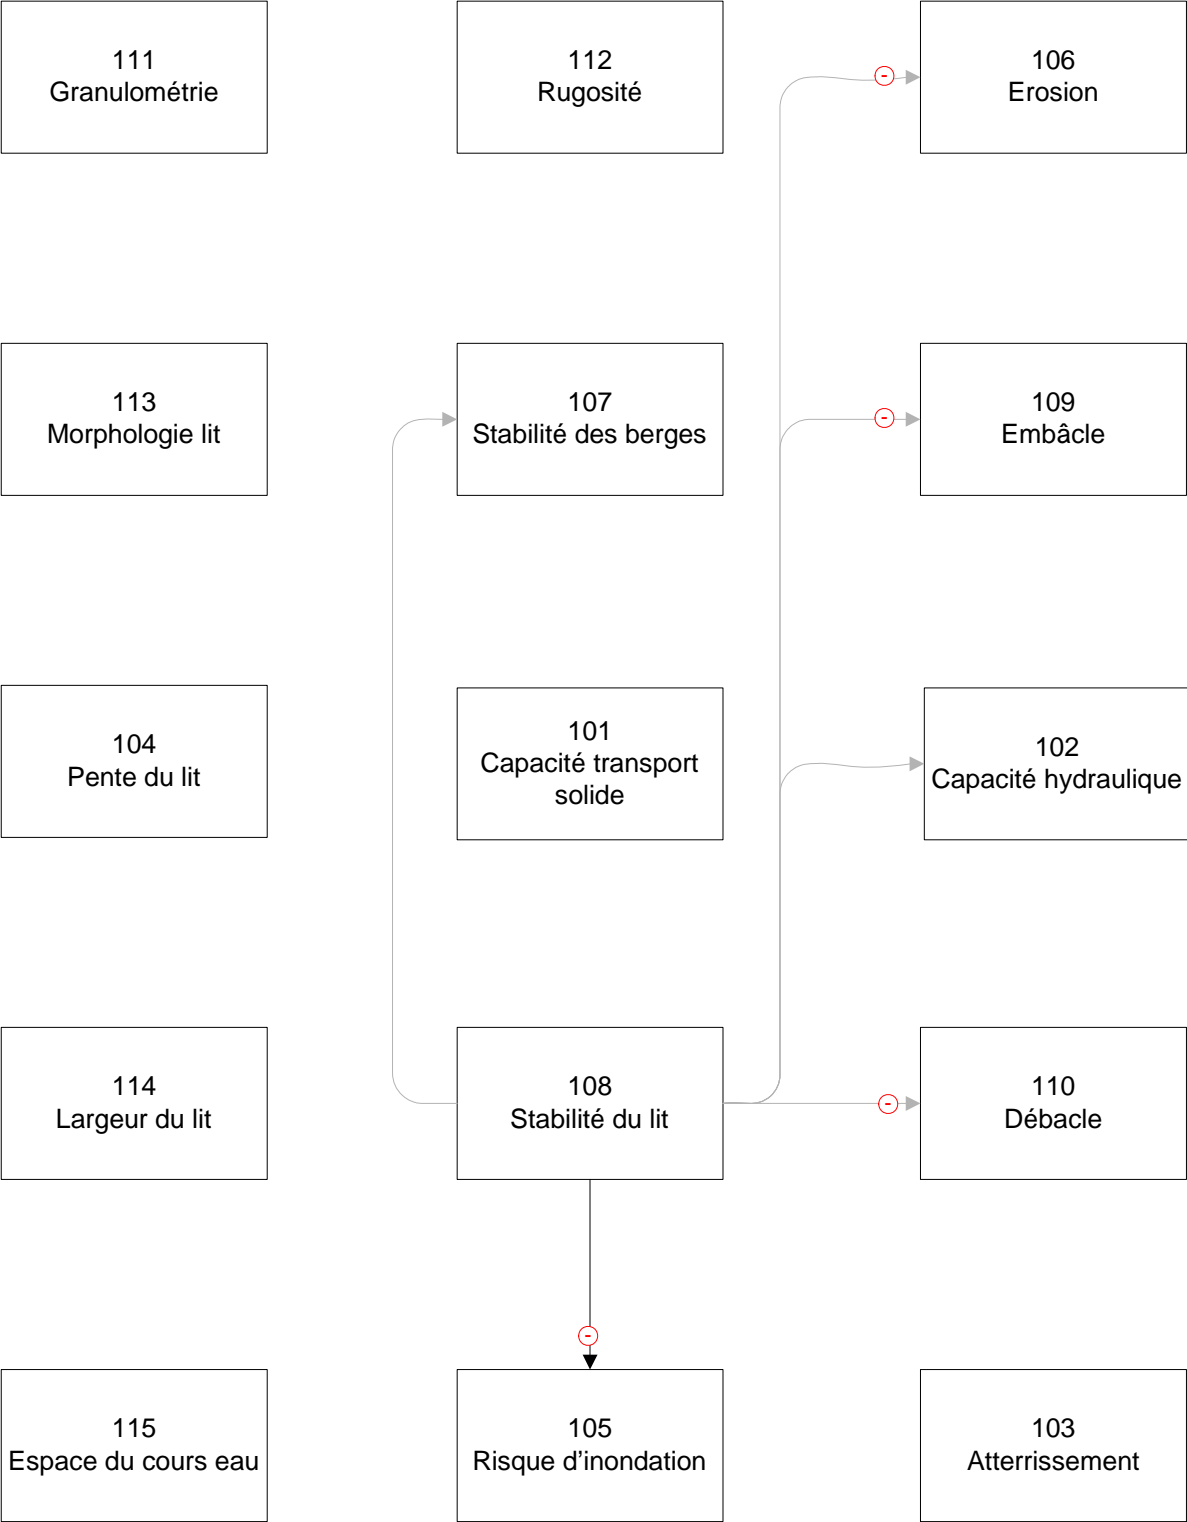 111
Granulométrie
112
Rugosité
106
Erosion
-
113
Morphologie lit
107
Stabilité des berges
109
Embâcle
-
104
Pente du lit
101
Capacité transport
solide
102
Capacité hydraulique
114
Largeur du lit
108
Stabilité du lit
110
Débacle
-
-
115
Espace du cours eau
105
Risque d’inondation
103
Atterrissement